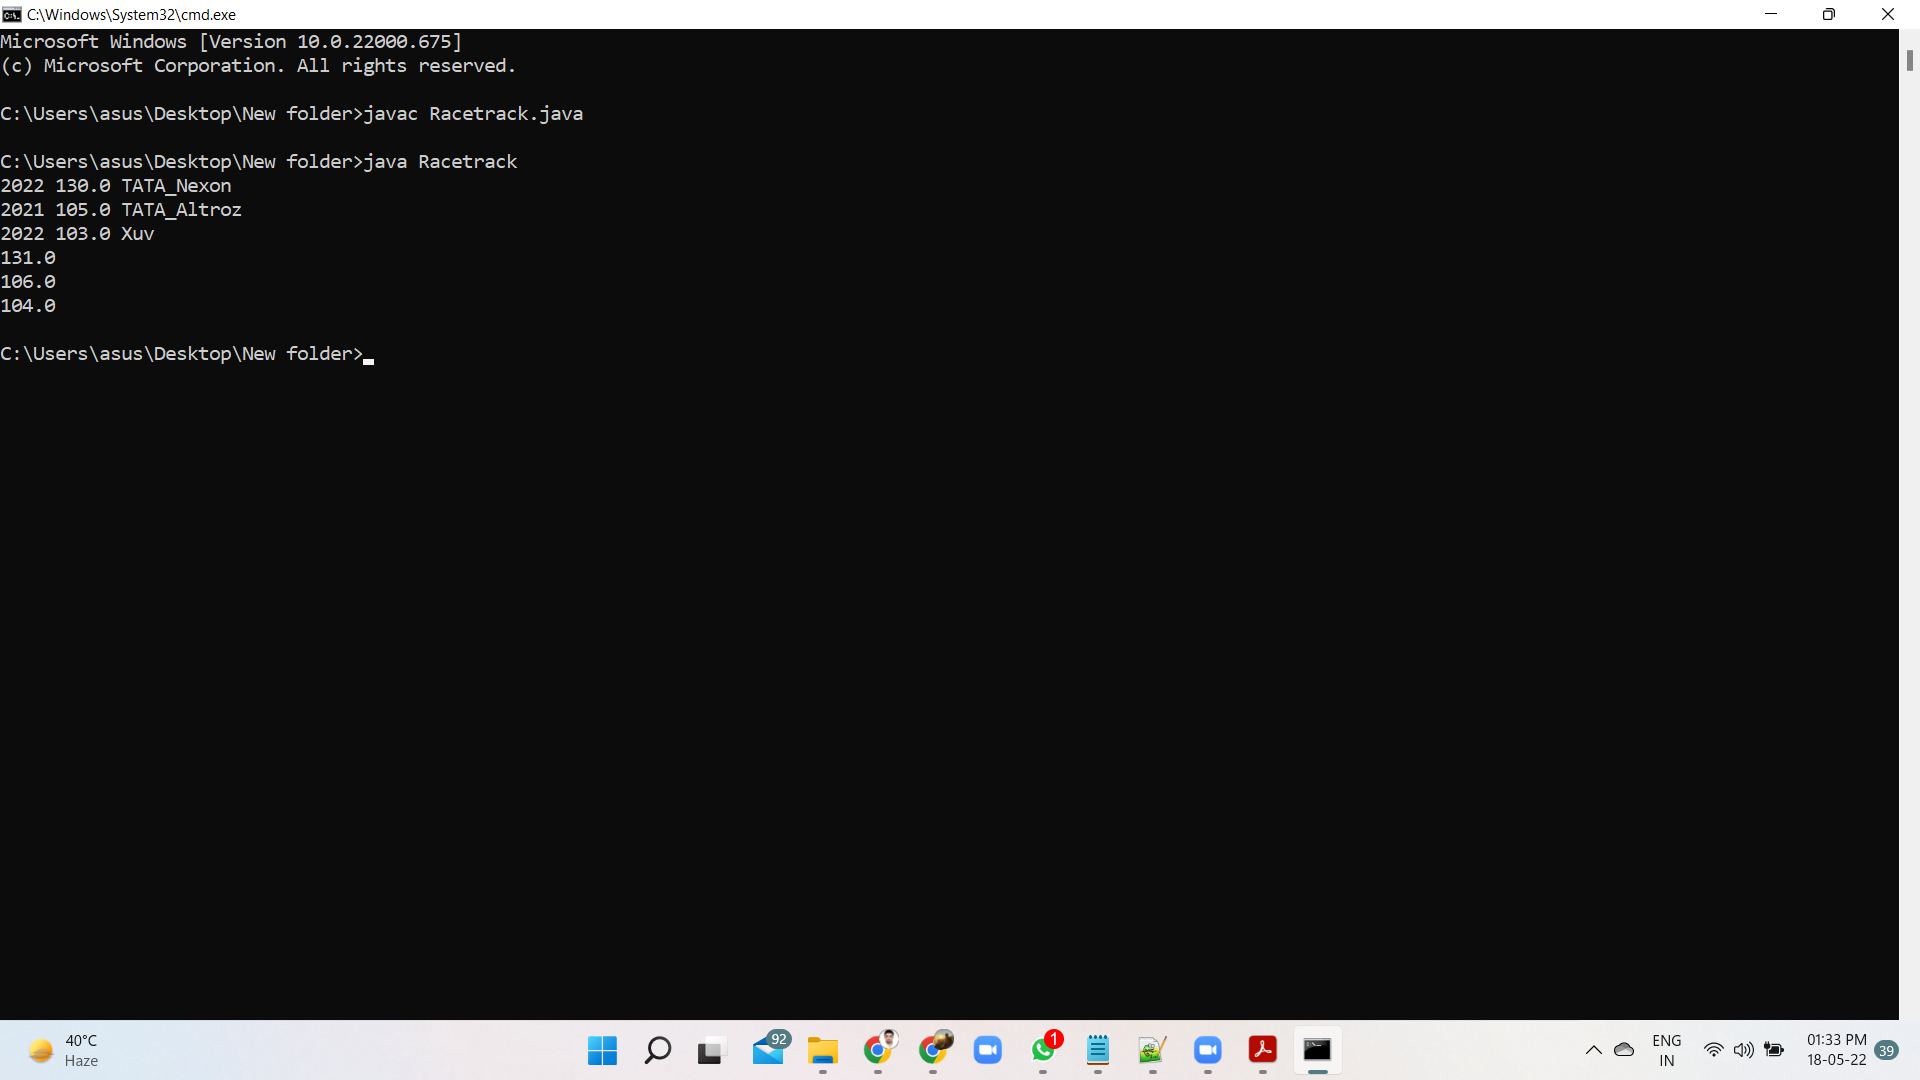 C:\Windows\System32\cmd.exe
Microsoft Windows [Version 10.0.22000.675]
(c) Microsoft Corporation. All rights reserved.
C:\Users\asus\Desktop\New folder>javac Racetrack.java
C:\Users\asus\Desktop\New folder>java Racetrack
2022 130.0 TATA_Nexon
2021 105.0 TATA_Altroz
2022 103.0 Xuv
131.0
106.0
104.0
C:\Users\asus\Desktop\New folder>
40°C
Haze
92
1
ENG
IN
01:33 PM
18-05-22
39